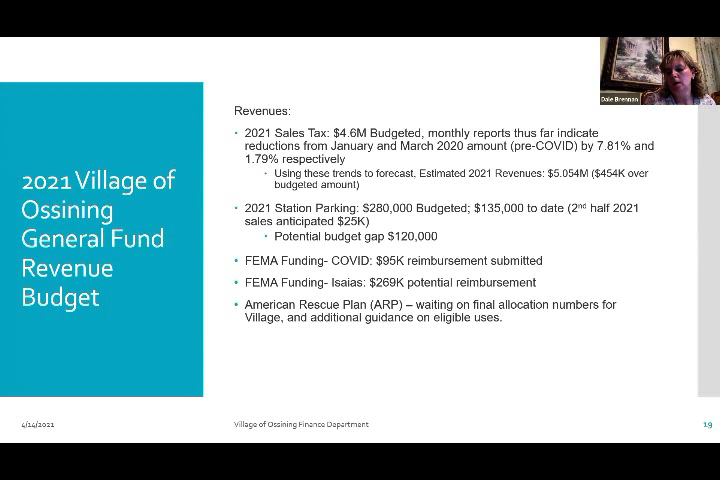 Dale Brennan
2021 Village of
Ossining
General Fund
Revenue
Budget
Revenues:
• 2021 Sales Tax: $4.6M Budgeted, monthly reports thus far indicate
reductions from January and March 2020 amount (pre-COVID) by 7.81% and
1.79% respectively
• Using these trends to forecast, Estimated 2021 Revenues: $5.054M ($454K over
budgeted amount)
• 2021 Station Parking: $280,000 Budgeted; $135,000 to date (2nd half 2021
sales anticipated $25K)
• Potential budget gap $120,000
• FEMA Funding- COVID: $95K reimbursement submitted
• FEMA Funding- Isaias: $269K potential reimbursement
• American Rescue Plan (ARP) – waiting on final allocation numbers for
Village, and additional guidance on eligible uses.
4/14/2021
Village of Ossining Finance Department
19